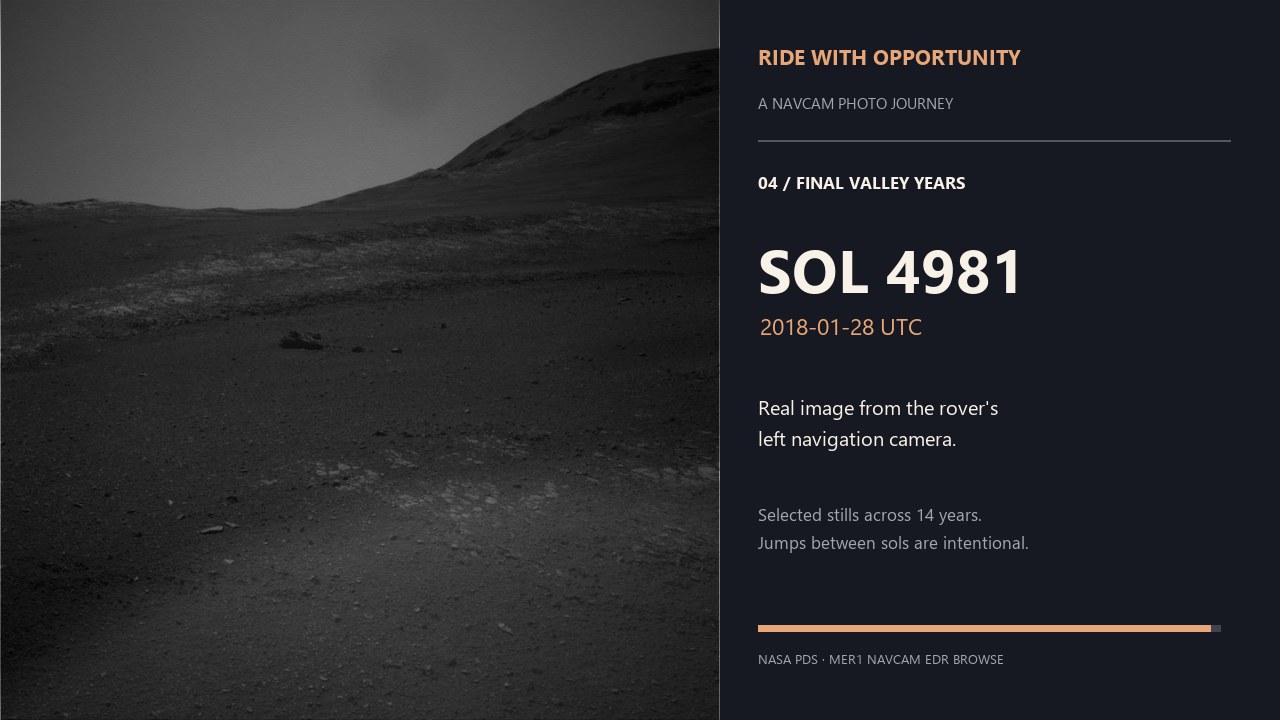 RIDE WITH OPPORTUNITY
A NAVCAM PHOTO JOURNEY
04 / FINAL VALLEY YEARS
SOL 4981
2018-01-28 UTC
Real image from the rover's
left navigation camera.
Selected stills across 14 years.
Jumps between sols are intentional.
NASA PDS · MER1 NAVCAM EDR BROWSE